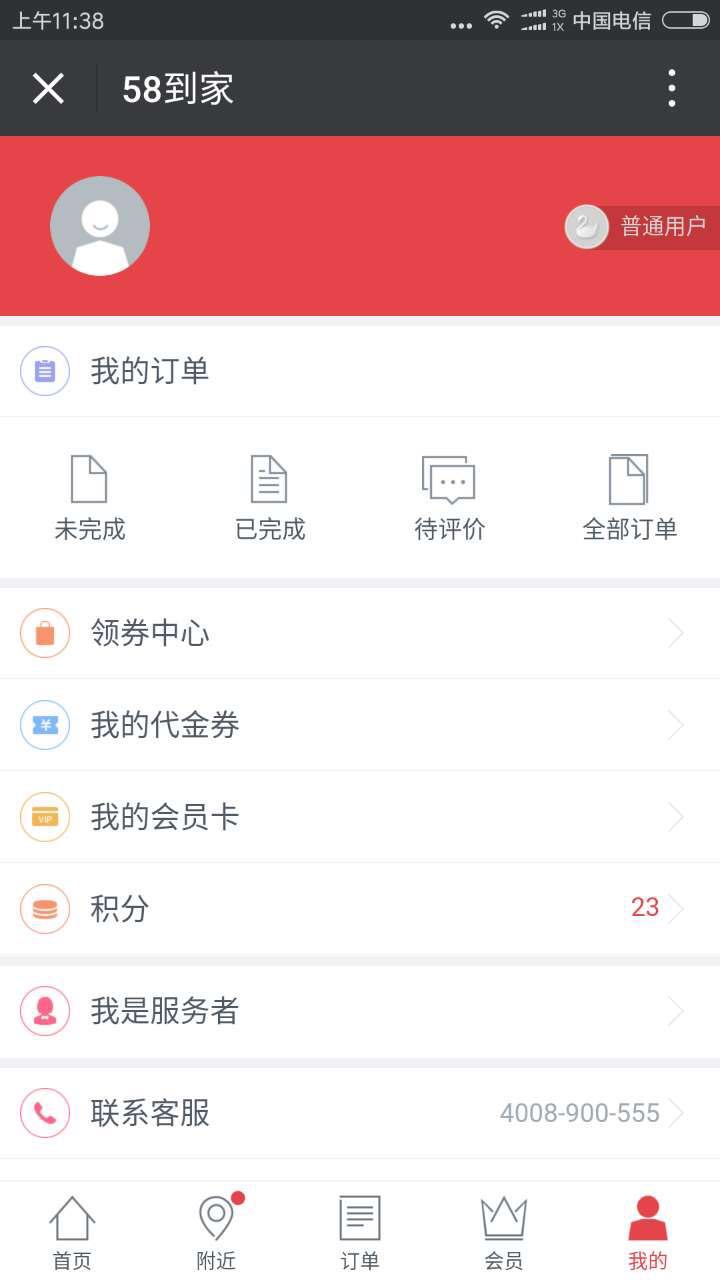 上午11:38
3G
1X
中国电信
58到家
普通用户
我的订单
未完成
已完成
待评价
全部订单
领券中心
¥
我的代金券
VIP
我的会员卡
积分
23
我是服务者
联系客服
4008-900-555
首页
附近
订单
会员
我的